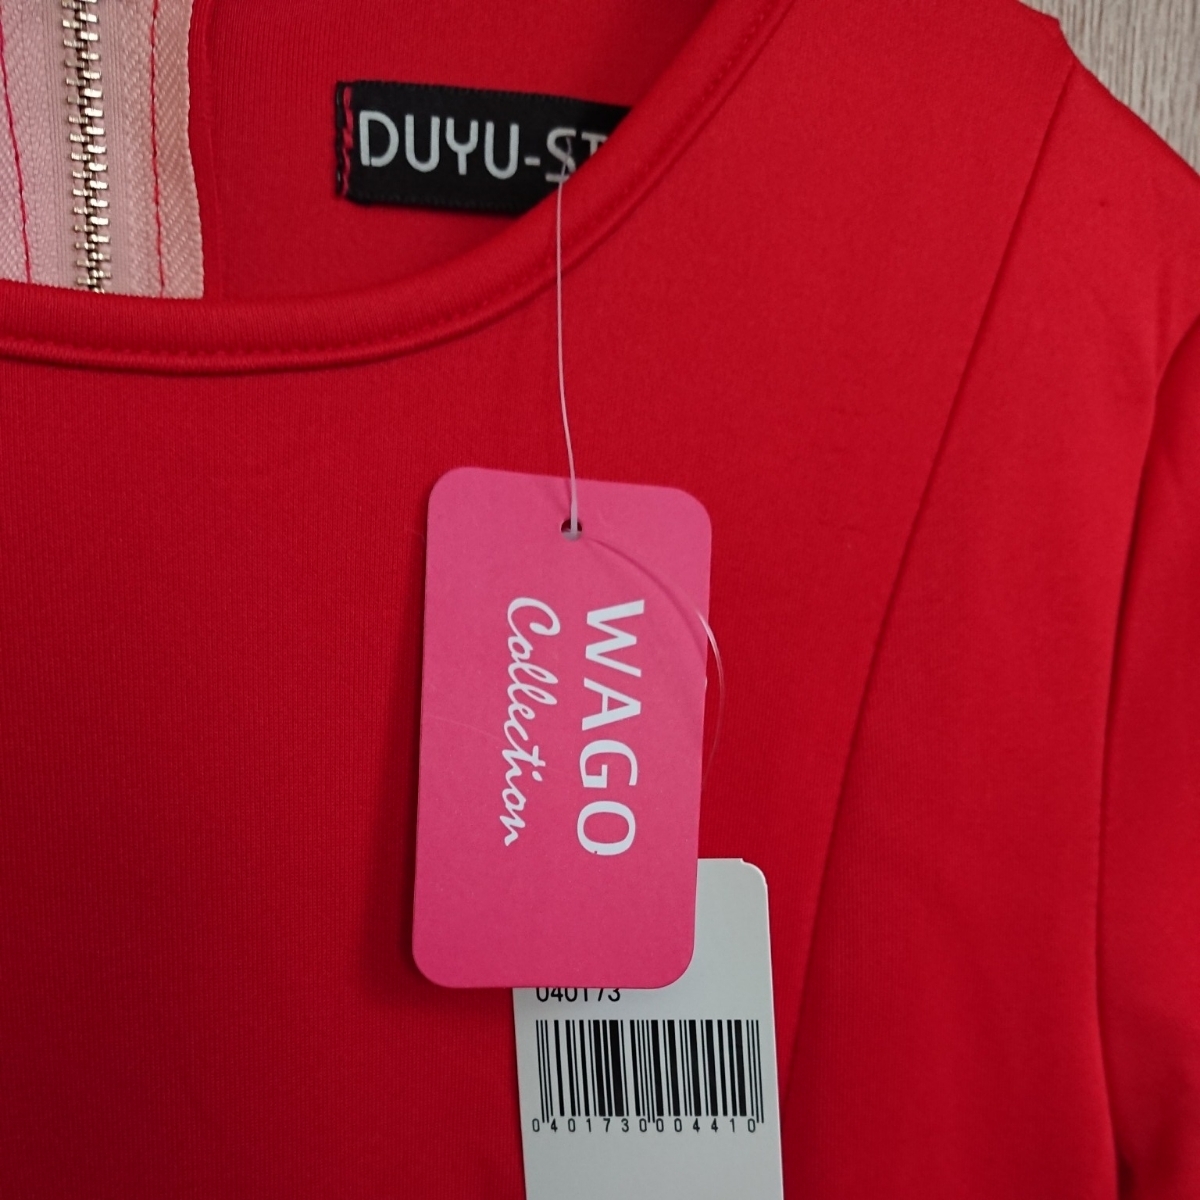 DUYU-ST
WAGO
Collection
040173
0401730004410